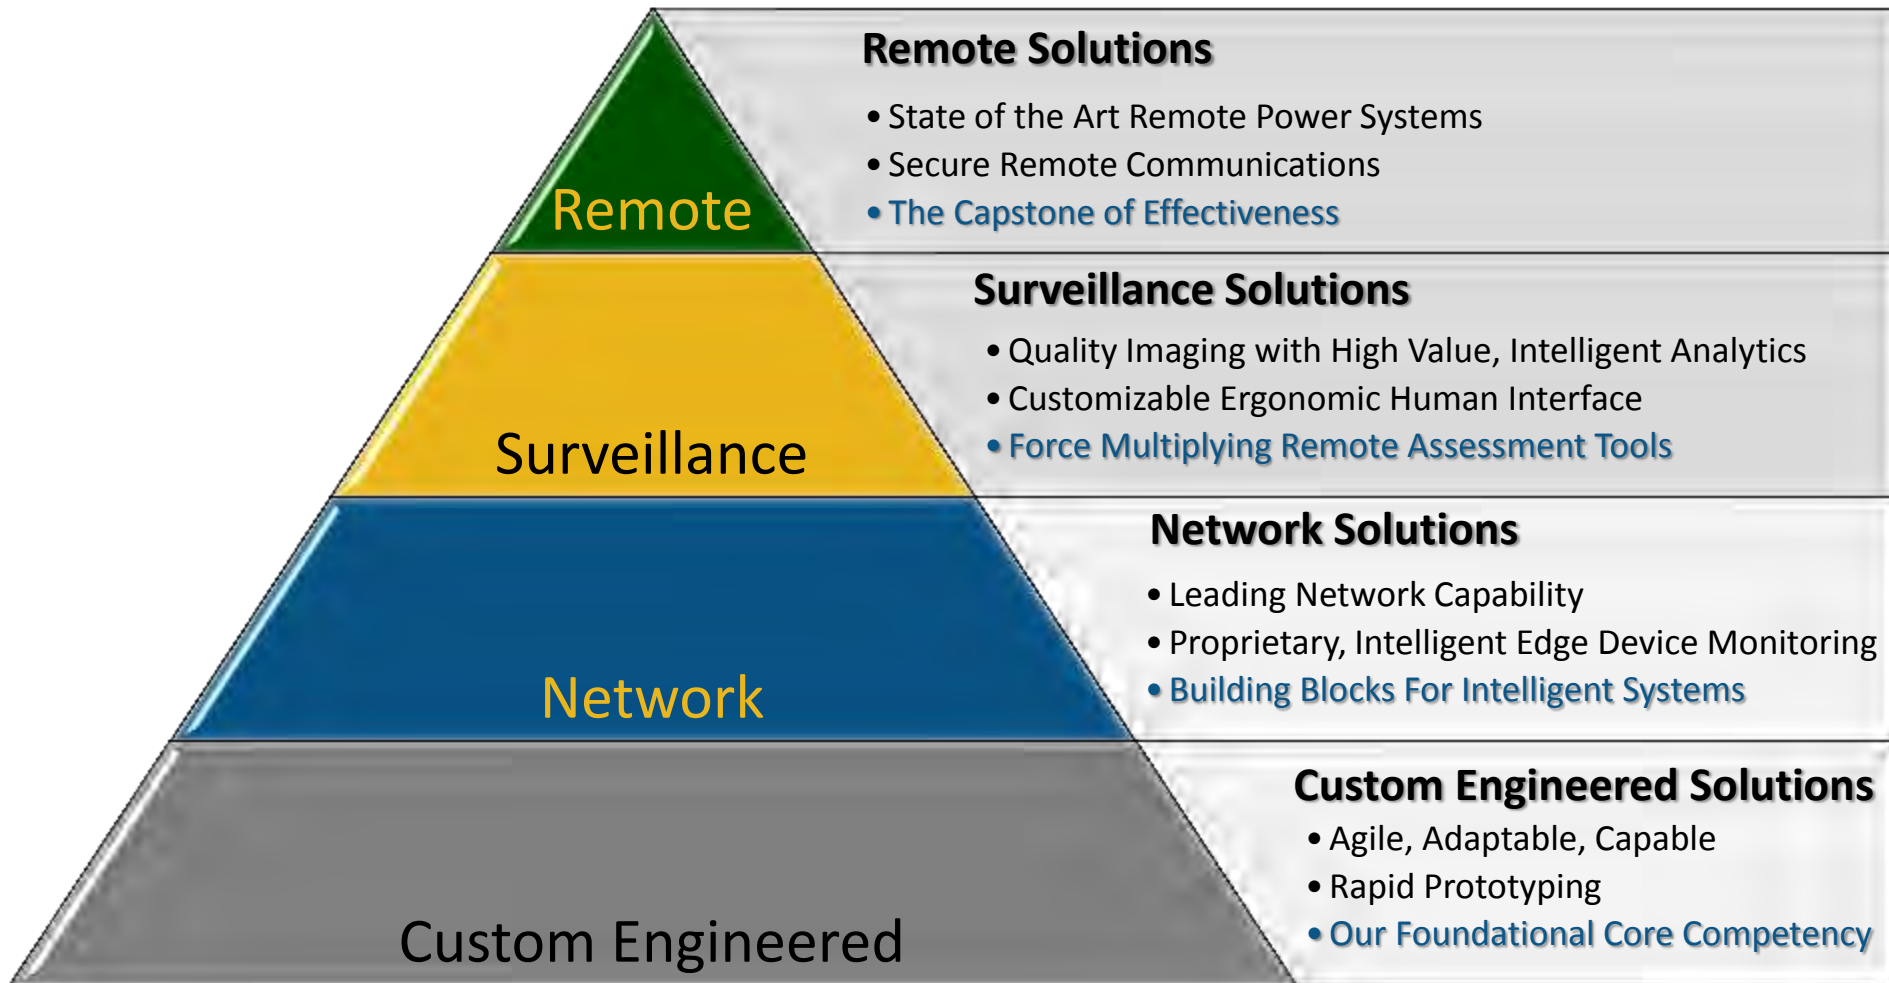 Remote Solutions
• State of the Art Remote Power Systems
• Secure Remote Communications
• The Capstone of Effectiveness
Remote
Surveillance Solutions
• Quality Imaging with High Value, Intelligent Analytics
• Customizable Ergonomic Human Interface
• Force Multiplying Remote Assessment Tools
Surveillance
Network Solutions
• Leading Network Capability
• Proprietary, Intelligent Edge Device Monitoring
• Building Blocks For Intelligent Systems
Network
Custom Engineered Solutions
• Agile, Adaptable, Capable
• Rapid Prototyping
• Our Foundational Core Competency
Custom Engineered